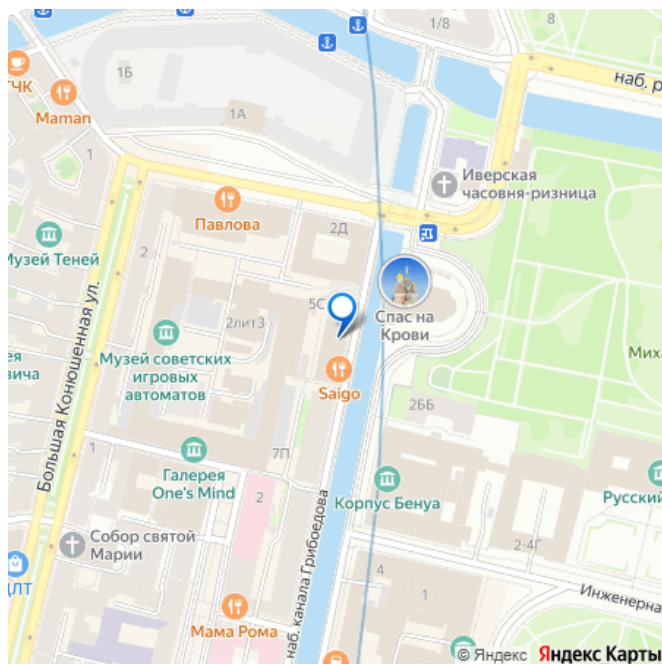 1/8
8
ТЧК
1Б
наб. р
Maman
1А
Иверская
часовня-ризница
1
Павлова
2Д
Музей Теней
2
5С
Спас на
Крови
2лит3
Музей советских
игровых
автоматов
Миха
Saigo
Большая Конюшенная ул.
2ББ
1
7П
Галерея
One's Mind
2
Корпус Бенуа
Русский
наб. канала Грибоедова
Собор святой
Марии
2-4Г
ДЛТ
4
1
Инженерна
Мама Рома
© Яндекс Яндекс Карты